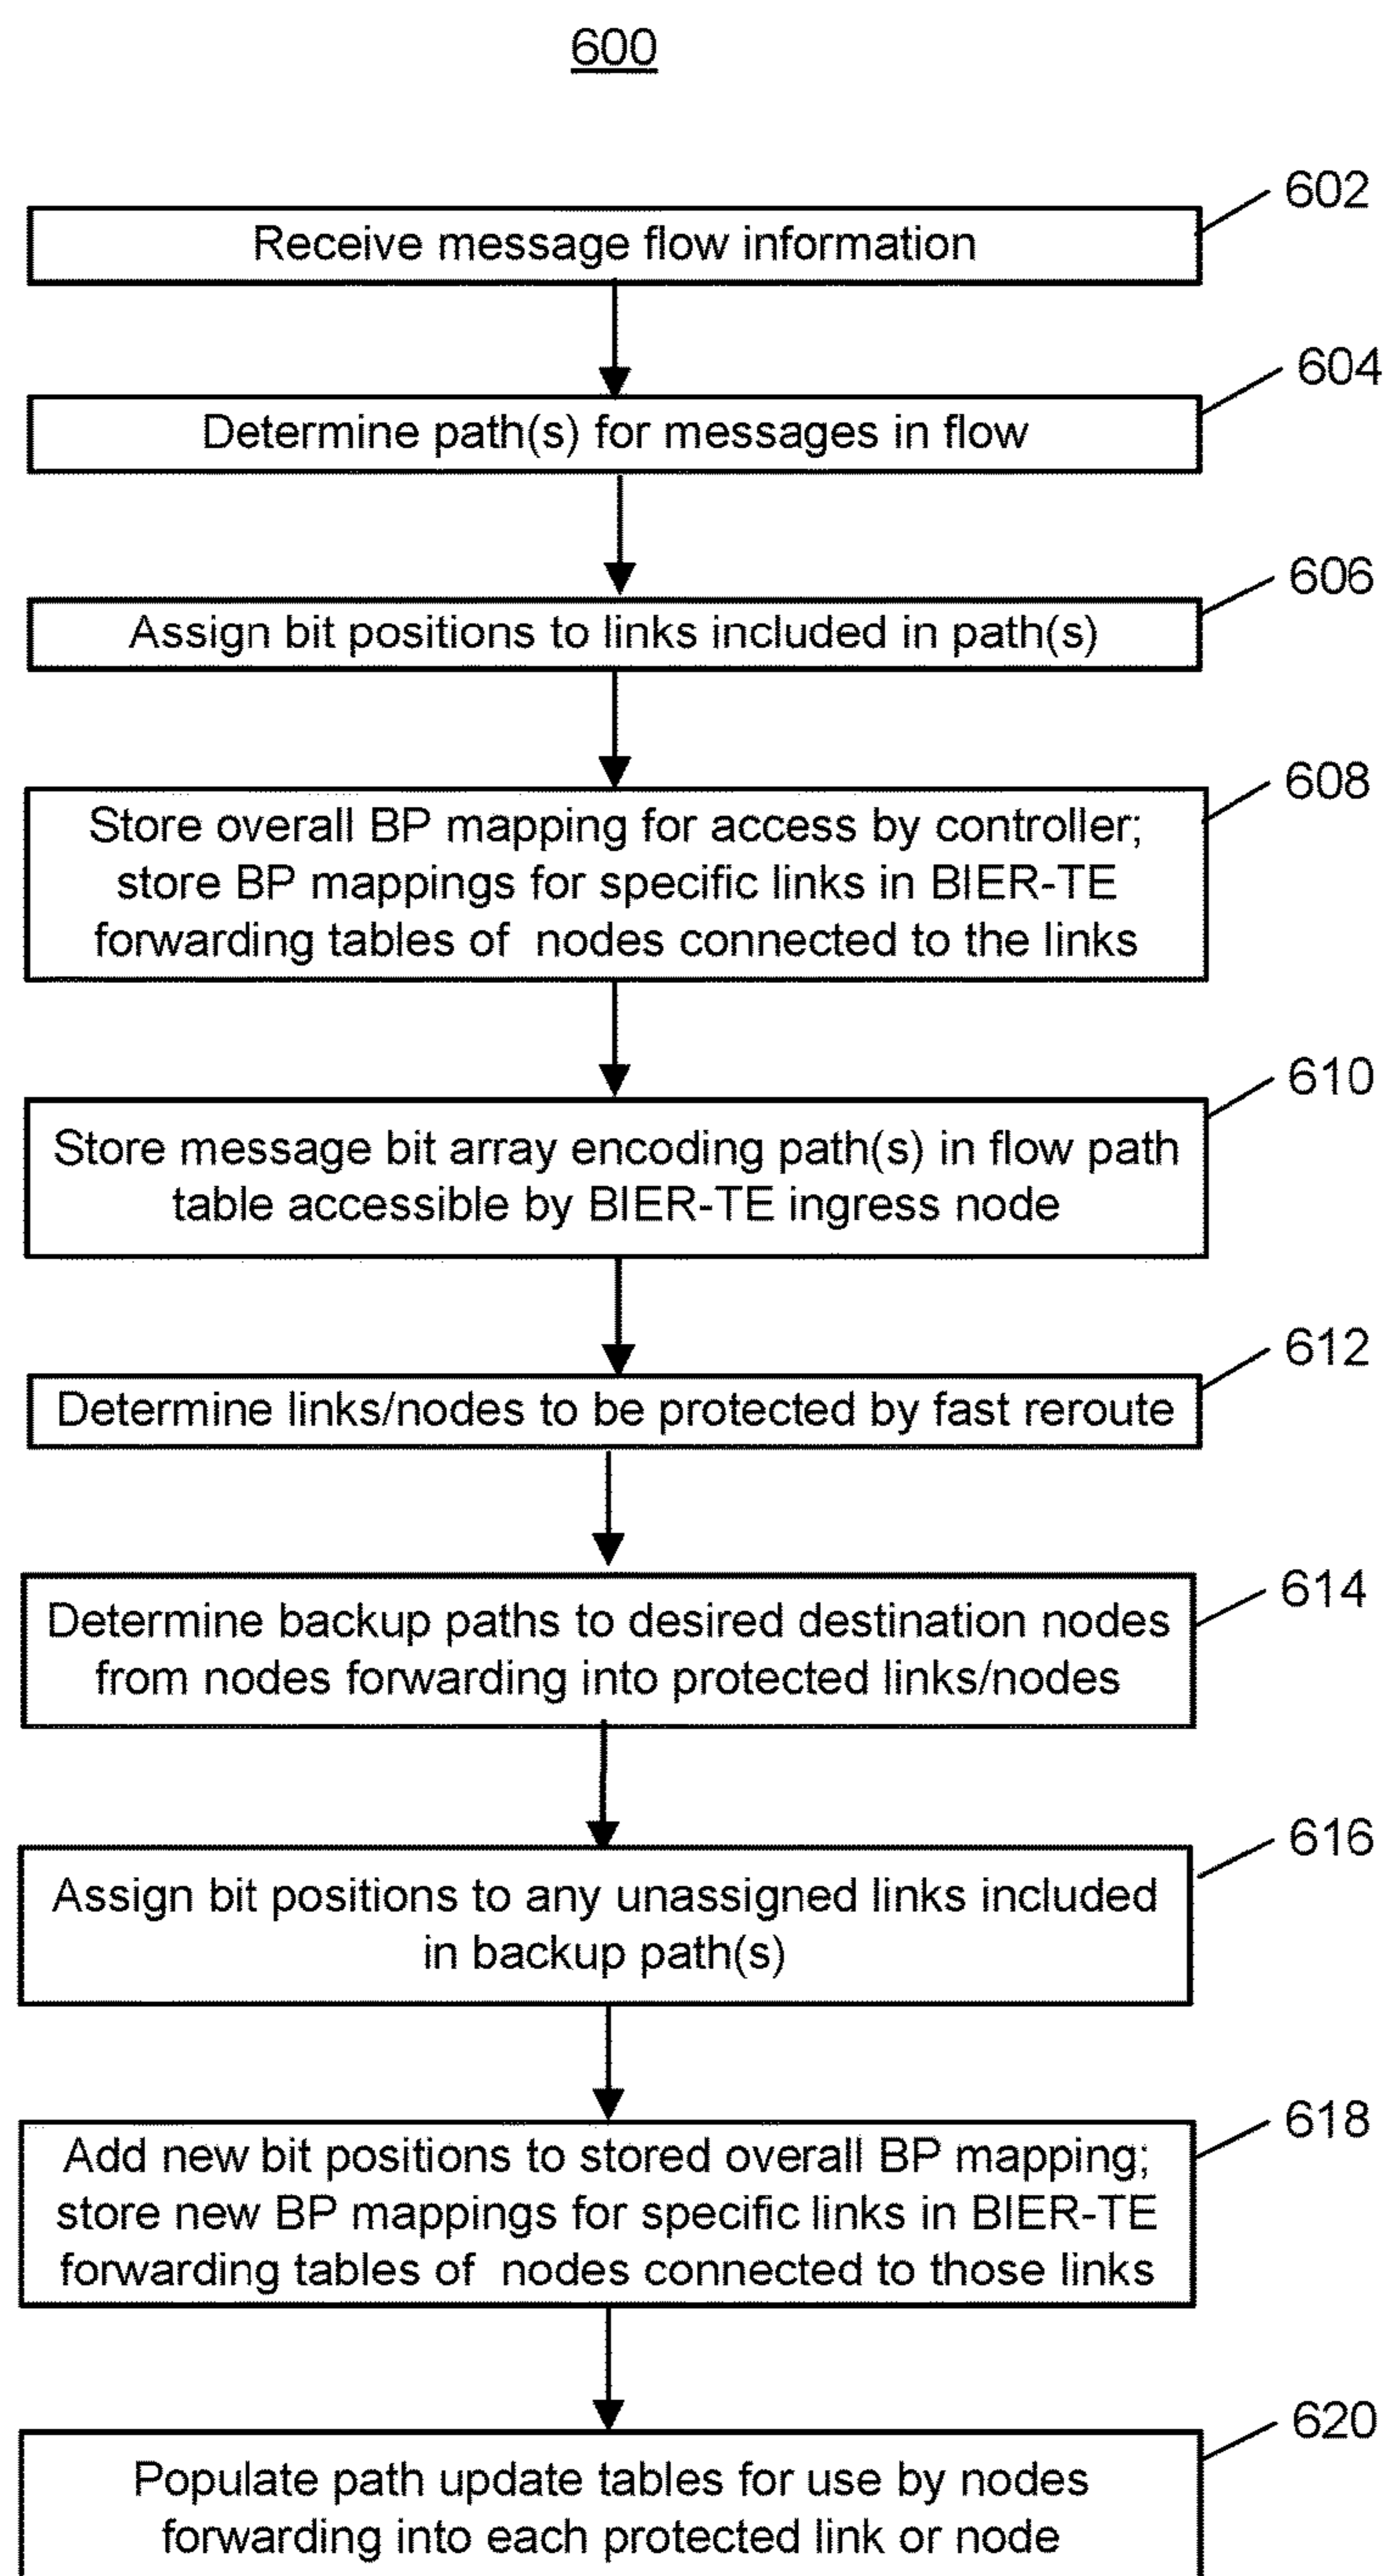 600
602
Receive message flow information
604
Determine path(s) for messages in flow
606
Assign bit positions to links included in path(s)
608
Store overall BP mapping for access by controller;
store BP mappings for specific links in BIER-TE
forwarding tables of nodes connected to the links
610
Store message bit array encoding path(s) in flow path
table accessible by BIER-TE ingress node
612
Determine links/nodes to be protected by fast reroute
614
Determine backup paths to desired destination nodes
from nodes forwarding into protected links/nodes
616
Assign bit positions to any unassigned links included
in backup path(s)
618
Add new bit positions to stored overall BP mapping;
store new BP mappings for specific links in BIER-TE
forwarding tables of nodes connected to those links
620
Populate path update tables for use by nodes
forwarding into each protected link or node